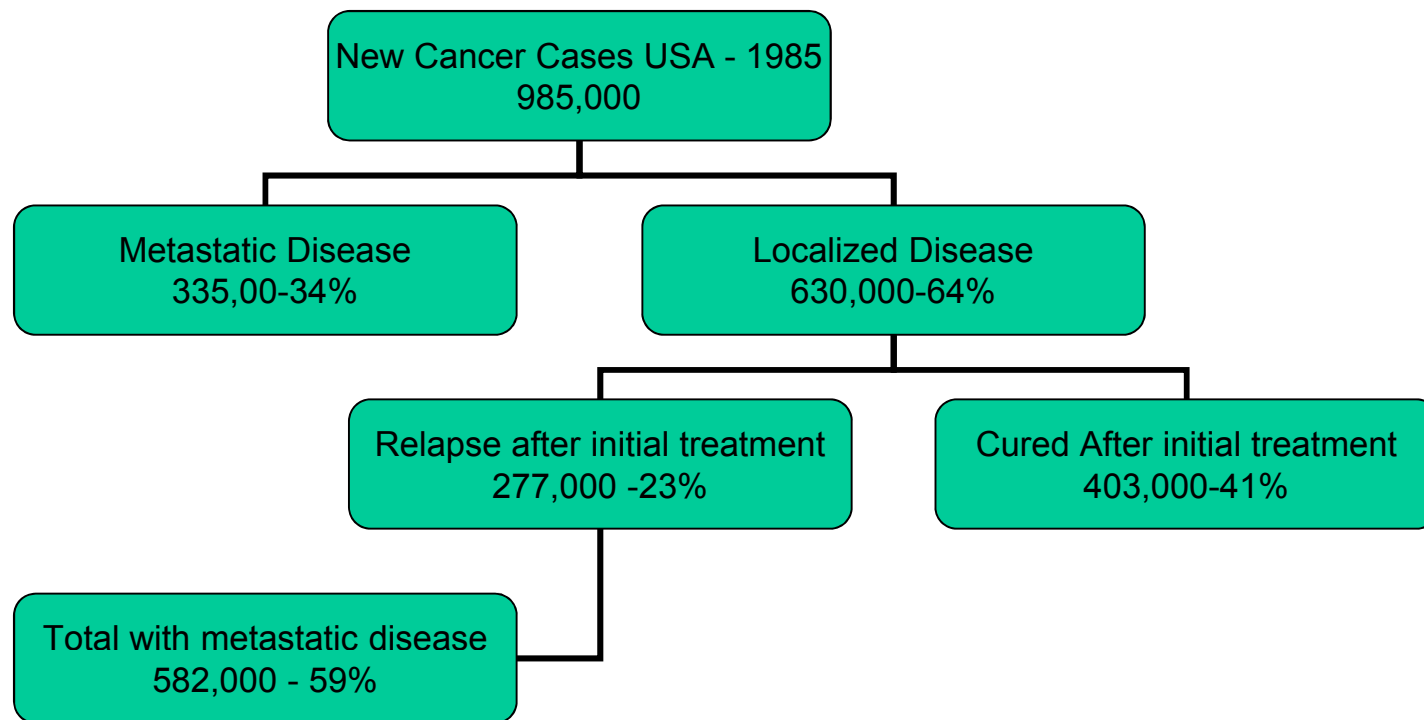 New Cancer Cases USA - 1985
985,000
Metastatic Disease
335,00-34%
Localized Disease
630,000-64%
Relapse after initial treatment
277,000 -23%
Cured After initial treatment
403,000-41%
Total with metastatic disease
582,000 - 59%